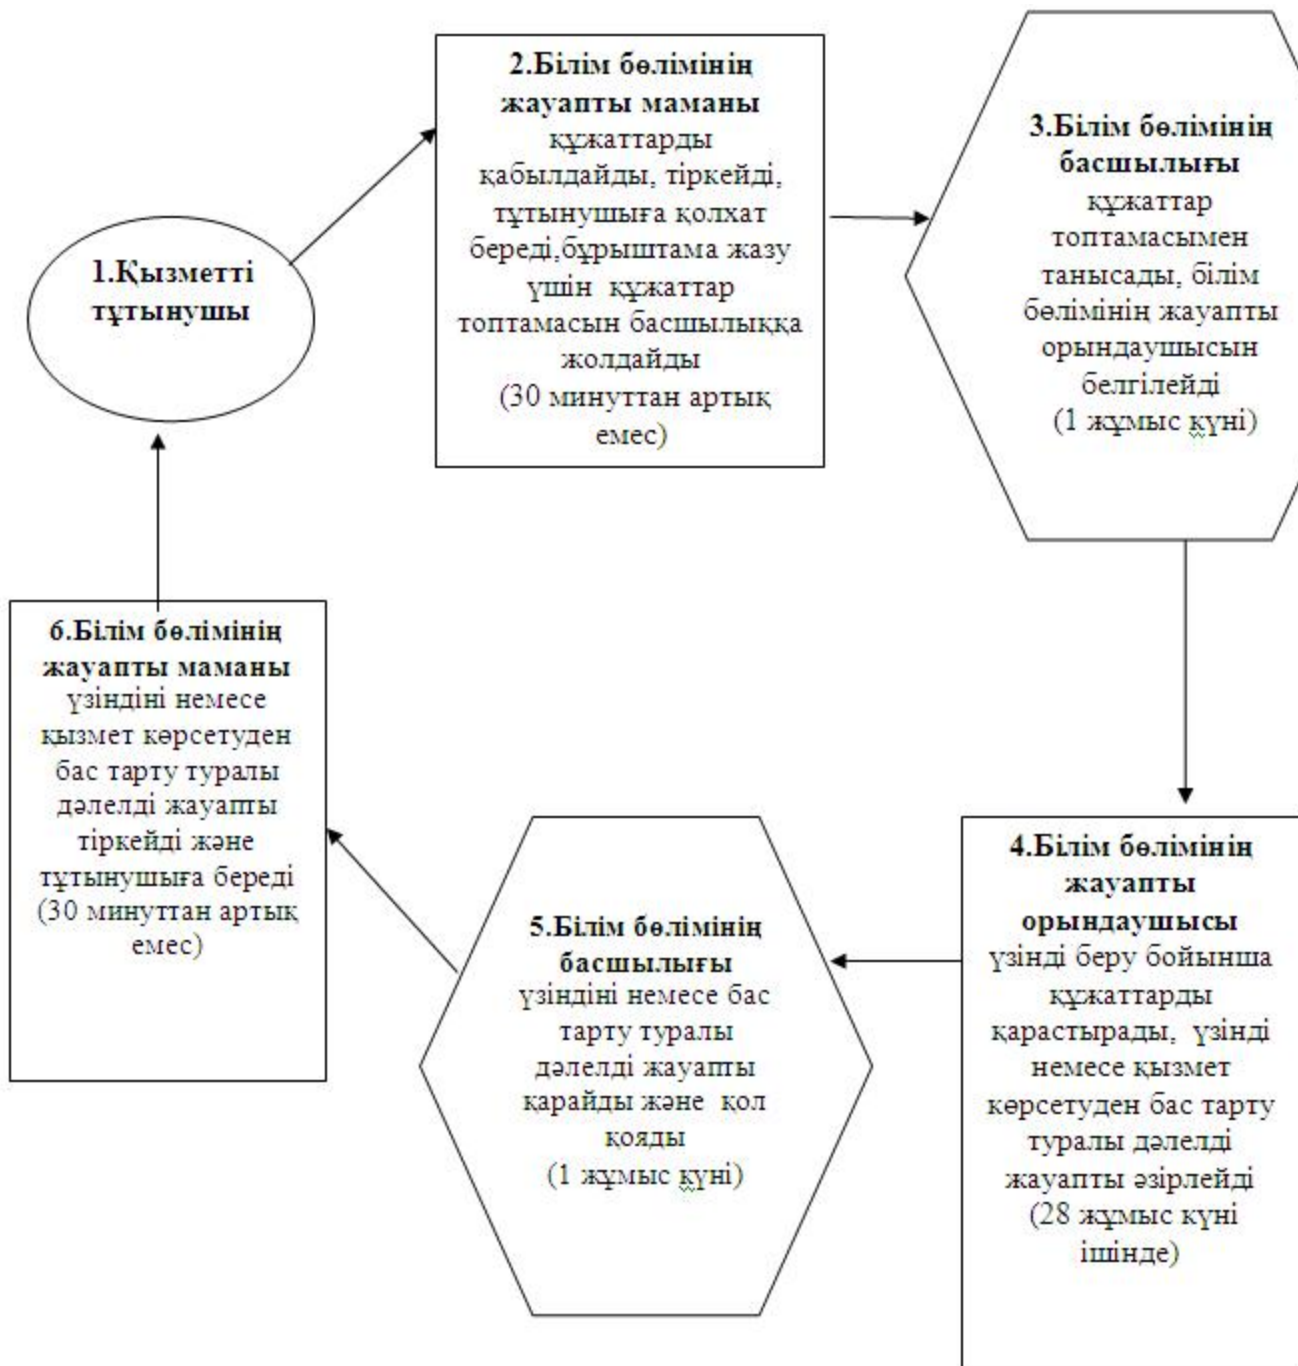 1.Қызметті
тұтынушы
2.Білім бөлімінің
жауапты маманы
құжаттарды
қабылдайды, тіркейді,
тұтынушыға қолхат
береді,бұрыштама жазу
үшін құжаттар
топтамасын басшылыққа
жолдайды
(30 минуттан артық
емес)
3.Білім бөлімінің
басшылығы
құжаттар
топтамасымен
танысады, білім
бөлімінің жауапты
орындаушысын
белгілейді
(1 жұмыс күні)
4.Білім бөлімінің
жауапты
орындаушысы
үзінді беру бойынша
құжаттарды
қарастырады, үзінді
немесе қызмет
көрсетуден бас тарту
туралы дәлелді
жауапты әзірлейді
(28 жұмыс күні
ішінде)
5.Білім бөлімінің
басшылығы
үзіндіні немесе бас
тарту туралы
дәлелді жауапты
қарайды және қол
қояды
(1 жұмыс күні)
6.Білім бөлімінің
жауапты маманы
үзіндіні немесе
қызмет көрсетуден
бас тарту туралы
дәлелді жауапты
тіркейді және
тұтынушыға береді
(30 минуттан артық
емес)